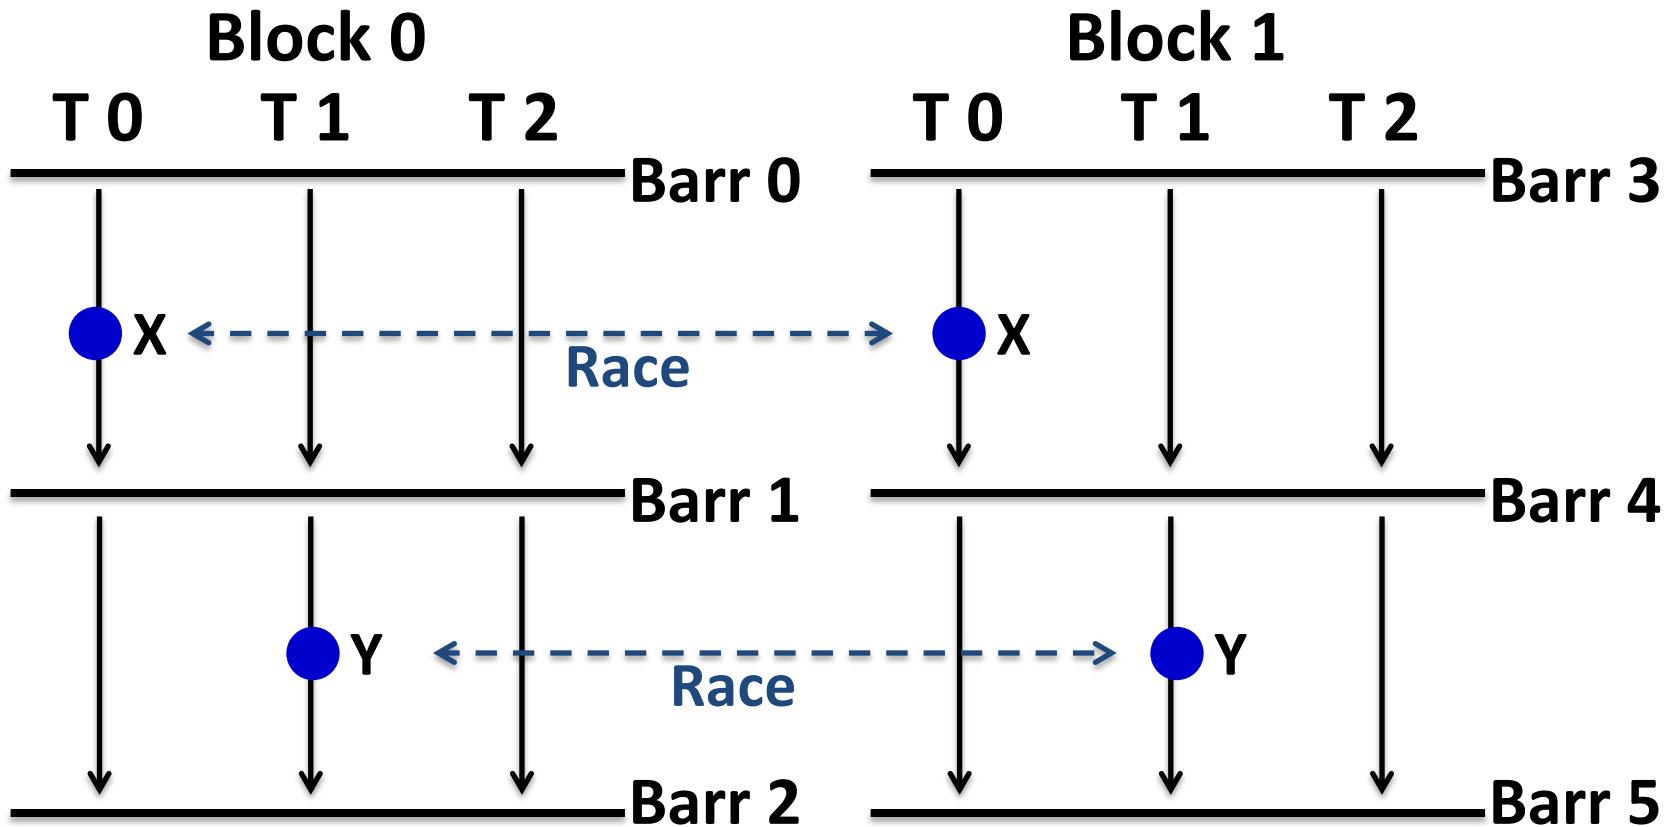 Block 0 Block 1
T 0 T 1 T 2 T 0 T 1 T 2
Barr 0 Barr 3
X X
Race
Barr 1 Barr 4
Y Y
Race
Barr 2 Barr 5